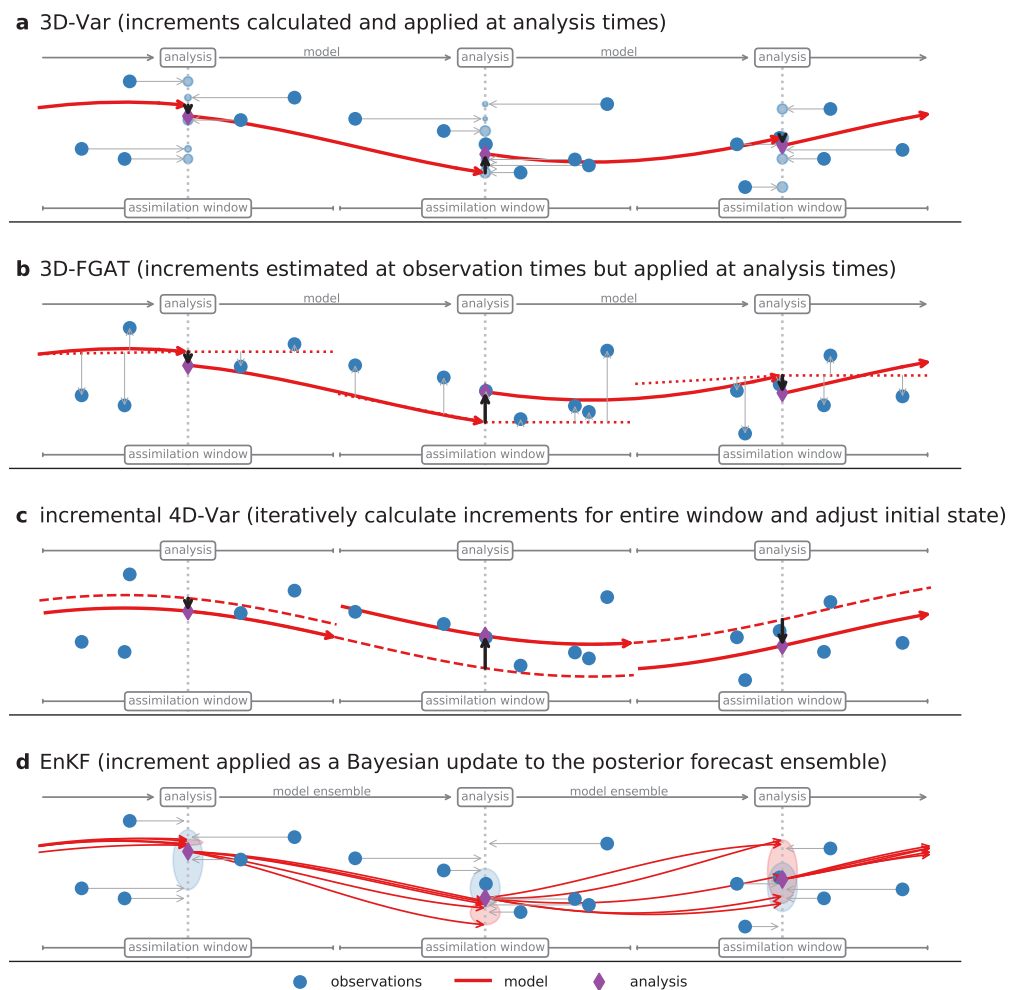 a 3D-Var (increments calculated and applied at analysis times)
analysis model analysis model analysis
assimilation window assimilation window assimilation window
b 3D-FGAT (increments estimated at observation times but applied at analysis times)
analysis model analysis model analysis
assimilation window assimilation window assimilation window
c incremental 4D-Var (iteratively calculate increments for entire window and adjust initial state)
analysis analysis analysis
assimilation window assimilation window assimilation window
d EnKF (increment applied as a Bayesian update to the posterior forecast ensemble)
analysis model ensemble analysis model ensemble analysis
assimilation window assimilation window assimilation window
observations model analysis